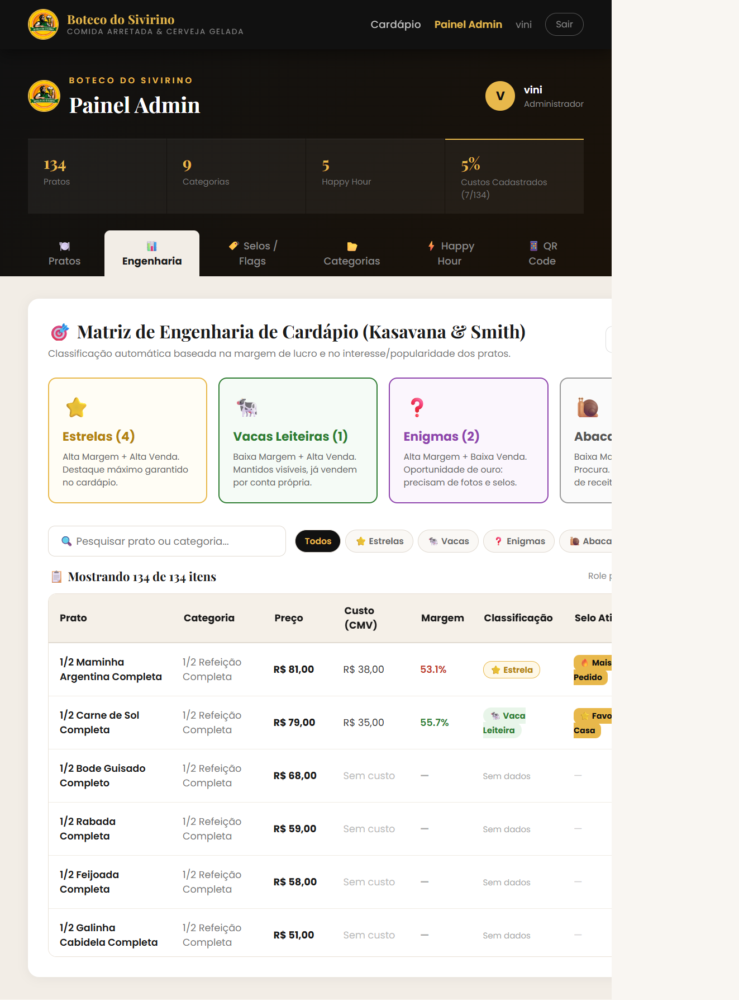 Boteco do Sivirino
COMIDA ARRETADA & CERVEJA GELADA
Cardápio
Painel Admin
vini
Sair
BOTECO DO SIVIRINO
Painel Admin
V
vini
Administrador
134
Pratos
9
Categorias
5
Happy Hour
5%
Custos Cadastrados
(7/134)
Pratos
Engenharia
Selos /
Flags
Categorias
Happy
Hour
QR
Code
Matriz de Engenharia de Cardápio (Kasavana & Smith)
Classificação automática baseada na margem de lucro e no interesse/popularidade dos pratos.
Estrelas (4)
Alta Margem + Alta Venda.
Destaque máximo garantido
no cardápio.
Vacas Leiteiras (1)
Baixa Margem + Alta Venda.
Mantidos visíveis, já vendem
por conta própria.
Enigmas (2)
Alta Margem + Baixa Venda.
Oportunidade de ouro:
precisam de fotos e selos.
Abac
Baixa Ma
Procura.
de receit
Pesquisar prato ou categoria...
Todos
Estrelas
Vacas
Enigmas
Abaca
Mostrando 134 de 134 itens
Role p
Prato
Categoria
Preço
Custo
(CMV)
Margem
Classificação
Selo Ati
1/2 Maminha
Argentina Completa
1/2 Refeição
Completa
R$ 81,00
R$ 38,00
53.1%
Estrela
Mais
Pedido
1/2 Carne de Sol
Completa
1/2 Refeição
Completa
R$ 79,00
R$ 35,00
55.7%
Vaca
Leiteira
Favo
Casa
1/2 Bode Guisado
Completo
1/2 Refeição
Completa
R$ 68,00
Sem custo
—
Sem dados
—
1/2 Rabada
Completa
1/2 Refeição
Completa
R$ 59,00
Sem custo
—
Sem dados
—
1/2 Feijoada
Completa
1/2 Refeição
Completa
R$ 58,00
Sem custo
—
Sem dados
—
1/2 Galinha
Cabidela Completa
1/2 Refeição
Completa
R$ 51,00
Sem custo
—
Sem dados
—